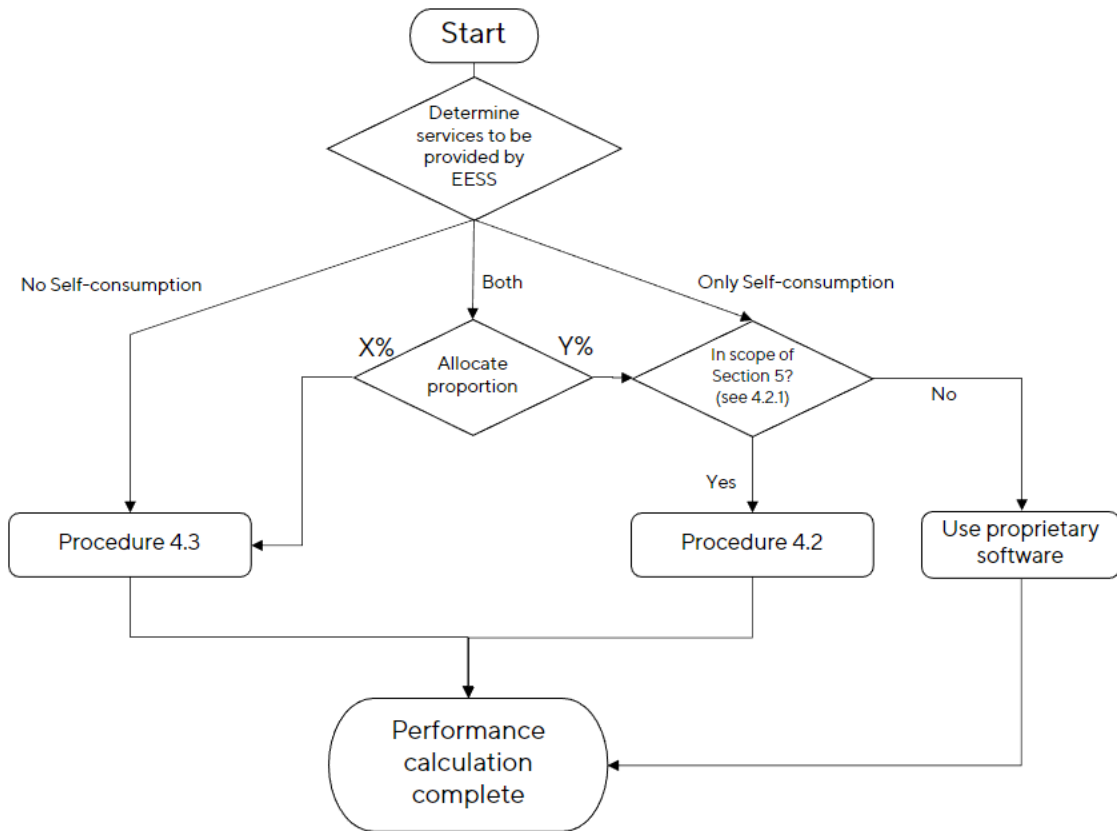 Start
Determine
services to be
provided by
EESS
No Self-consumption
Both
Only Self-consumption
X%
Allocate
proportion
Y%
In scope of
Section 5?
(see 4.2.1)
No
Yes
Procedure 4.3
Procedure 4.2
Use proprietary
software
Performance
calculation
complete